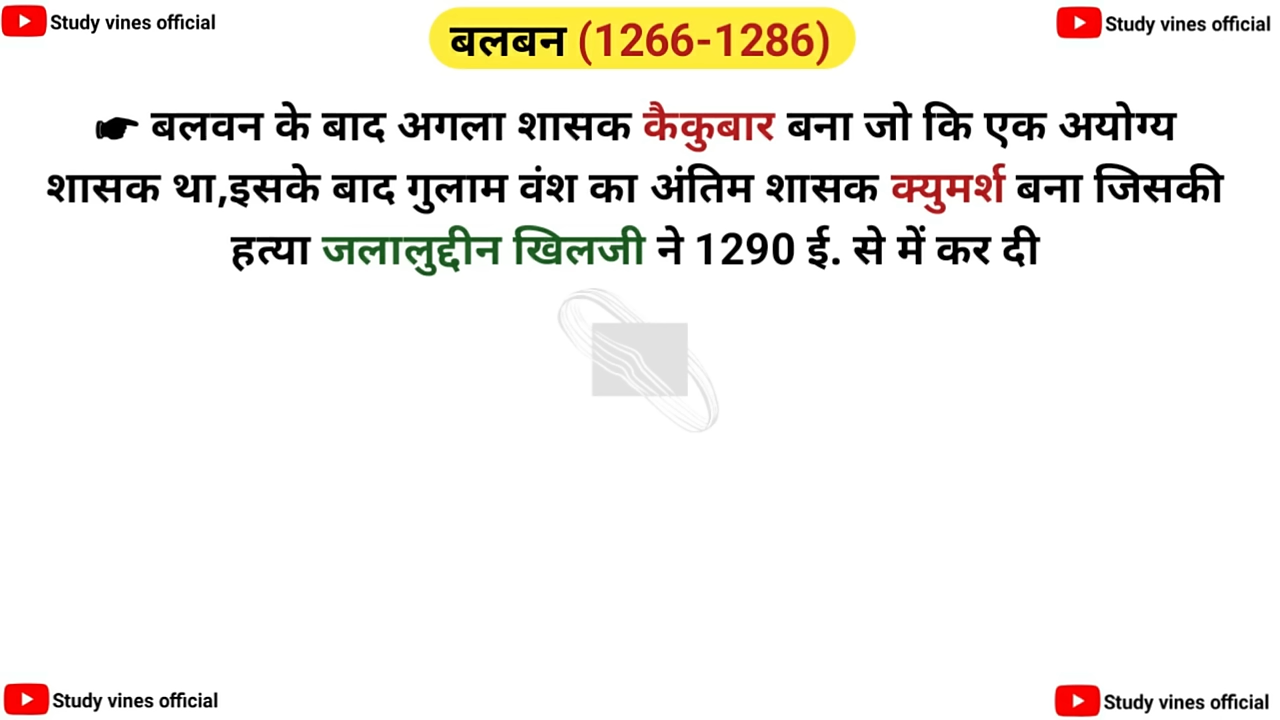 Study vines official
Study vines official
बलबन (1266-1286)
☛ बलवन के बाद अगला शासक कैकुबार बना जो कि एक अयोग्य
शासक था,इसके बाद गुलाम वंश का अंतिम शासक क्युमर्श बना जिसकी
हत्या जलालुद्दीन खिलजी ने 1290 ई. से में कर दी
Study vines official
Study vines official